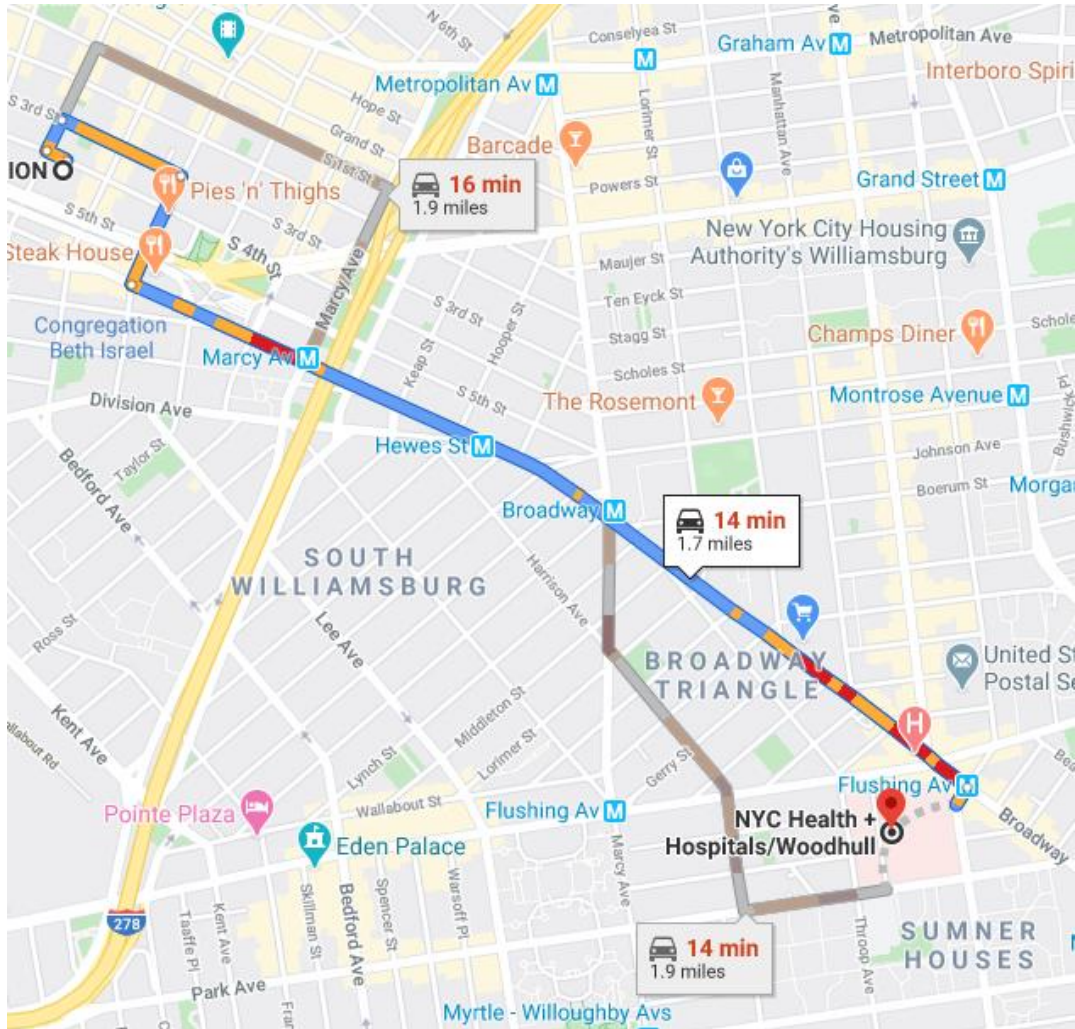 N 6th St
Conselyea St
Graham Av
Metropolitan Ave
Metropolitan Av
Interboro Spiri
S 3rd St
Hope St
Grand St
S 1st St
Lorimer St
Manhattan Ave
Barcade
ION
Pies 'n' Thighs
16 min
1.9 miles
Powers St
Grand Street
S 5th St
S 3rd St
S 4th St
Steak House
New York City Housing
Authority's Williamsburg
Maujer St
Marcy Ave
S 3rd St
Hooper St
Ten Eyck St
Congregation
Beth Israel
Stagg St
Champs Diner
Schole
Marcy Av
Keap St
Scholes St
Division Ave
S 5th St
The Rosemont
Montrose Avenue
Bushwick Pl
Taylor St
Hewes St
Johnson Ave
Bedford Ave
Boerum St
Morga
Broadway
14 min
1.7 miles
SOUTH
WILLIAMSBURG
Harrison Ave
Ross St
Lee Ave
BROADWAY
TRIANGLE
United St
Postal Se
Kent Ave
Middleton St
Lorimer St
Lynch St
Gerry St
Flushing Av
Bea
Pointe Plaza
Wallabout St
Flushing Av
NYC Health +
Hospitals/Woodhull
Broadway
Eden Palace
Marcy Ave
278
Taaffe Pl
Kent Ave
Skillman St
Bedford Ave
Spencer St
Warsoff Pl
14 min
1.9 miles
Throop Ave
SUMNER
HOUSES
Park Ave
Fra
Myrtle - Willoughby Avs